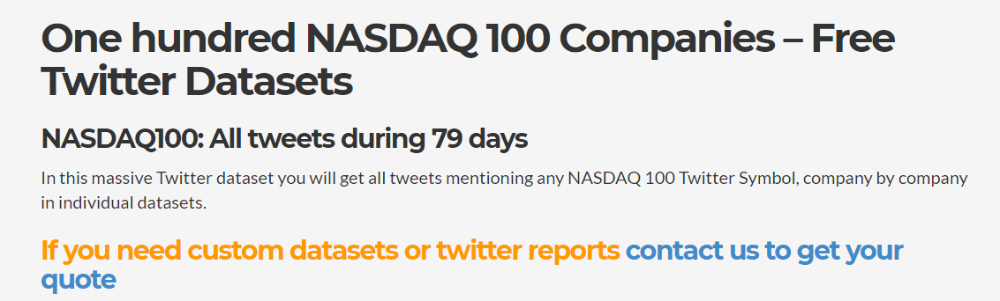 One hundred NASDAQ 100 Companies – Free
Twitter Datasets
NASDAQ100: All tweets during 79 days
In this massive Twitter dataset you will get all tweets mentioning any NASDAQ 100 Twitter Symbol, company by company
in individual datasets.
If you need custom datasets or twitter reports contact us to get your
quote